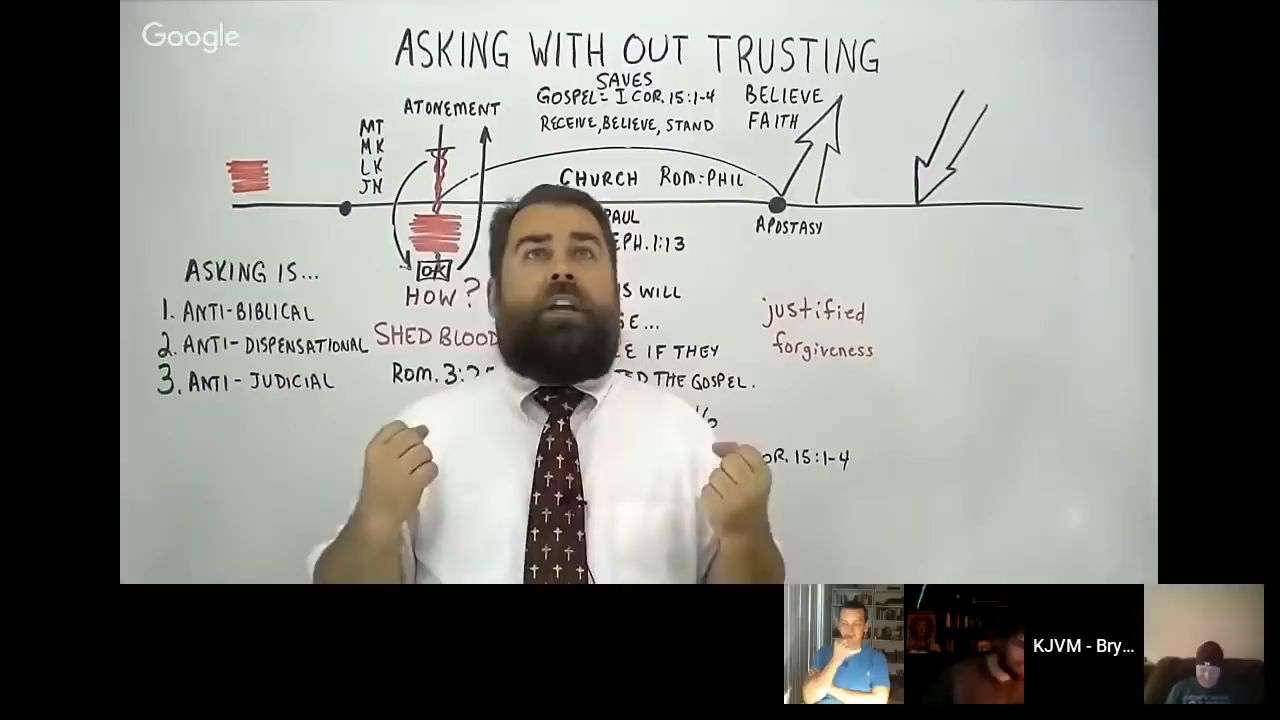 Google
ASKING WITH OUT TRUSTING
SAVES
GOSPEL = I COR. 15:1-4
RECEIVE, BELIEVE, STAND
ATONEMENT
BELIEVE
FAITH
MT
MK
LK
JN
CHURCH ROM:PHIL
PAUL
EPH. 1:13
APOSTASY
ASKING IS...
1. ANTI-BIBLICAL
2. ANTI-DISPENSATIONAL
3. ANTI-JUDICIAL
OK
HOW?
SHED BLOOD
ROM. 3:
WILL
IF THEY
THE GOSPEL.
15:1-4
justified
forgiveness
KJVM - Bry...